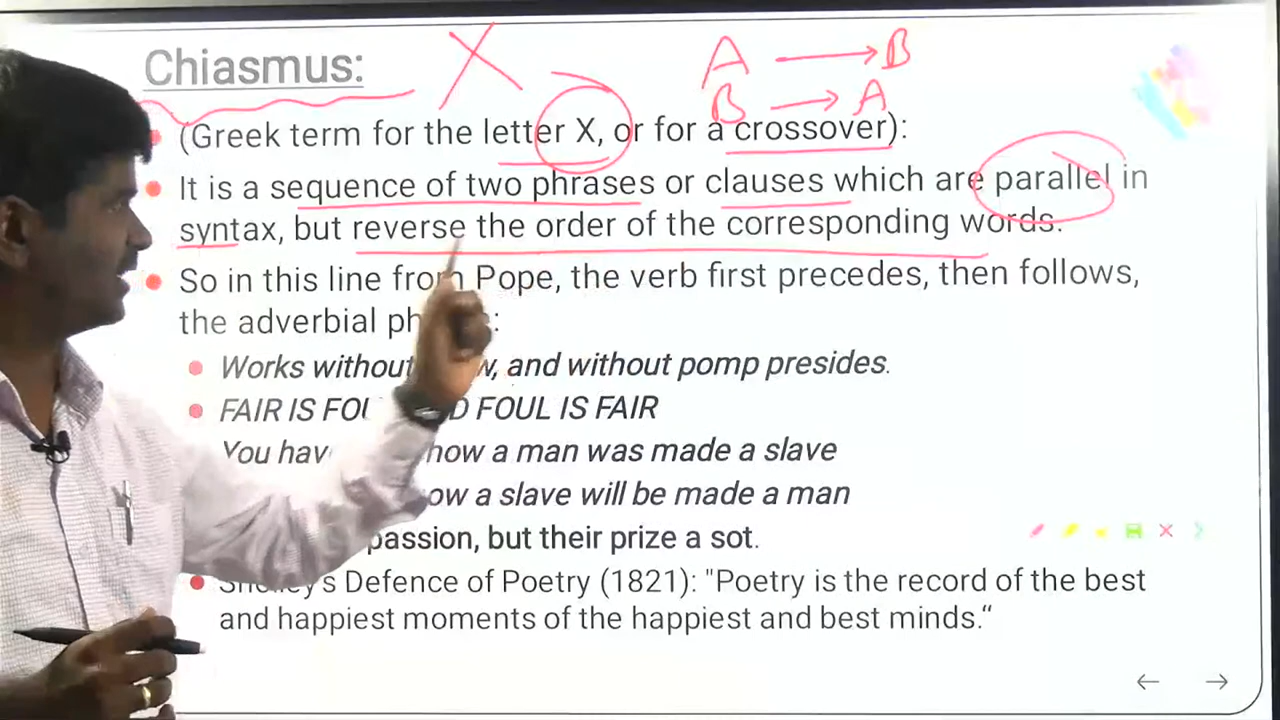 Chiasmus: X A → B
B → A
(Greek term for the letter X, or for a crossover):
It is a sequence of two phrases or clauses which are parallel in
syntax, but reverse the order of the corresponding words.
So in this line from Pope, the verb first precedes, then follows,
the adverbial :
Works without and without pomp presides.
FAIR IS FOUL IS FAIR
You how a man was made a slave
a slave will be made a man
passion, but their prize a sot.
Defence of Poetry (1821): "Poetry is the record of the best
and happiest moments of the happiest and best minds.“